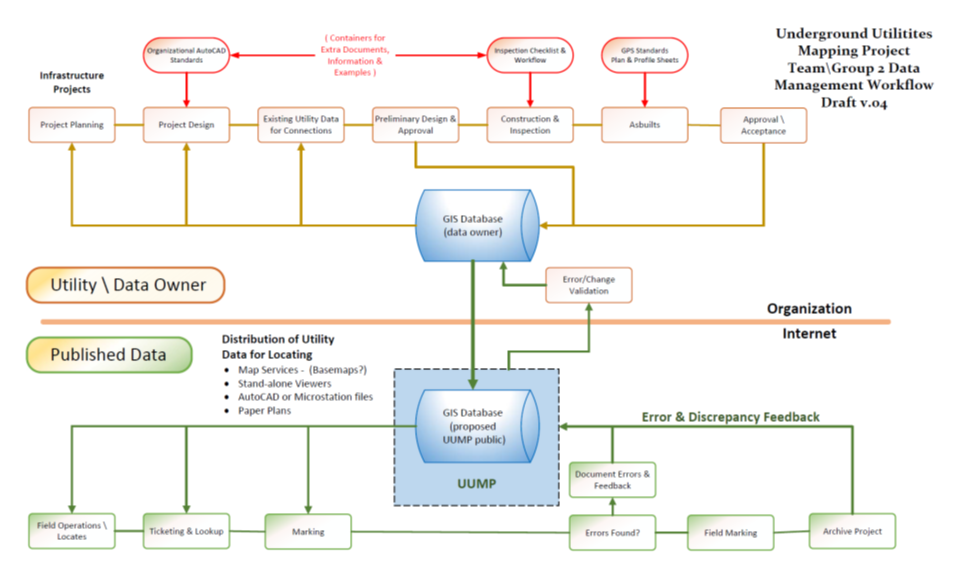 Underground Utilitites
Mapping Project
Team\Group 2 Data
Management Workflow
Draft v.04
Organizational AutoCAD
Standards
( Containers for
Extra Documents,
Information &
Examples )
Inspection Checklist &
Workflow
GPS Standards
Plan & Profile Sheets
Infrastructure
Projects
Project Planning
Project Design
Existing Utility Data
for Connections
Preliminary Design &
Approval
Construction &
Inspection
Asbuilts
Approval \
Acceptance
GIS Database
(data owner)
Utility \ Data Owner
Error/Change
Validation
Organization
Internet
Published Data
Distribution of Utility
Data for Locating
• Map Services - (Basemaps?)
• Stand-alone Viewers
• AutoCAD or Microstation files
• Paper Plans
GIS Database
(proposed
UUMP public)
UUMP
Error & Discrepancy Feedback
Document Errors &
Feedback
Field Operations \
Locates
Ticketing & Lookup
Marking
Errors Found?
Field Marking
Archive Project